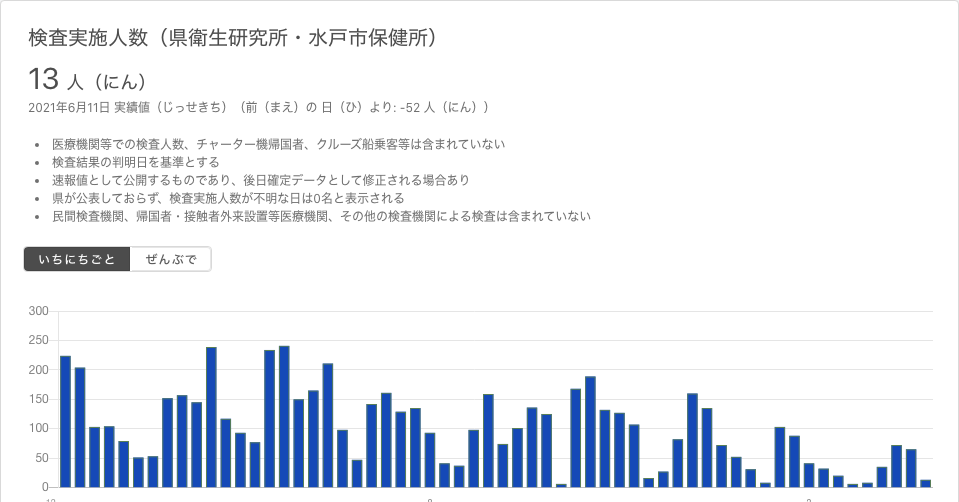 検査実施人数（県衛生研究所・水戸市保健所）
13 人（にん）
2021年6月11日 実績値（じっせきち）（前（まえ）の 日（ひ）より: -52 人（にん））
• 医療機関等での検査人数、チャーター機帰国者、クルーズ船乗客等は含まれていない
• 検査結果の判明日を基準とする
• 速報値として公開するものであり、後日確定データとして修正される場合あり
• 県が公表しておらず、検査実施人数が不明な日は0名と表示される
• 民間検査機関、帰国者・接触者外来設置等医療機関、その他の検査機関による検査は含まれていない
いちにちごと ぜんぶで
300
250
200
150
100
50
0